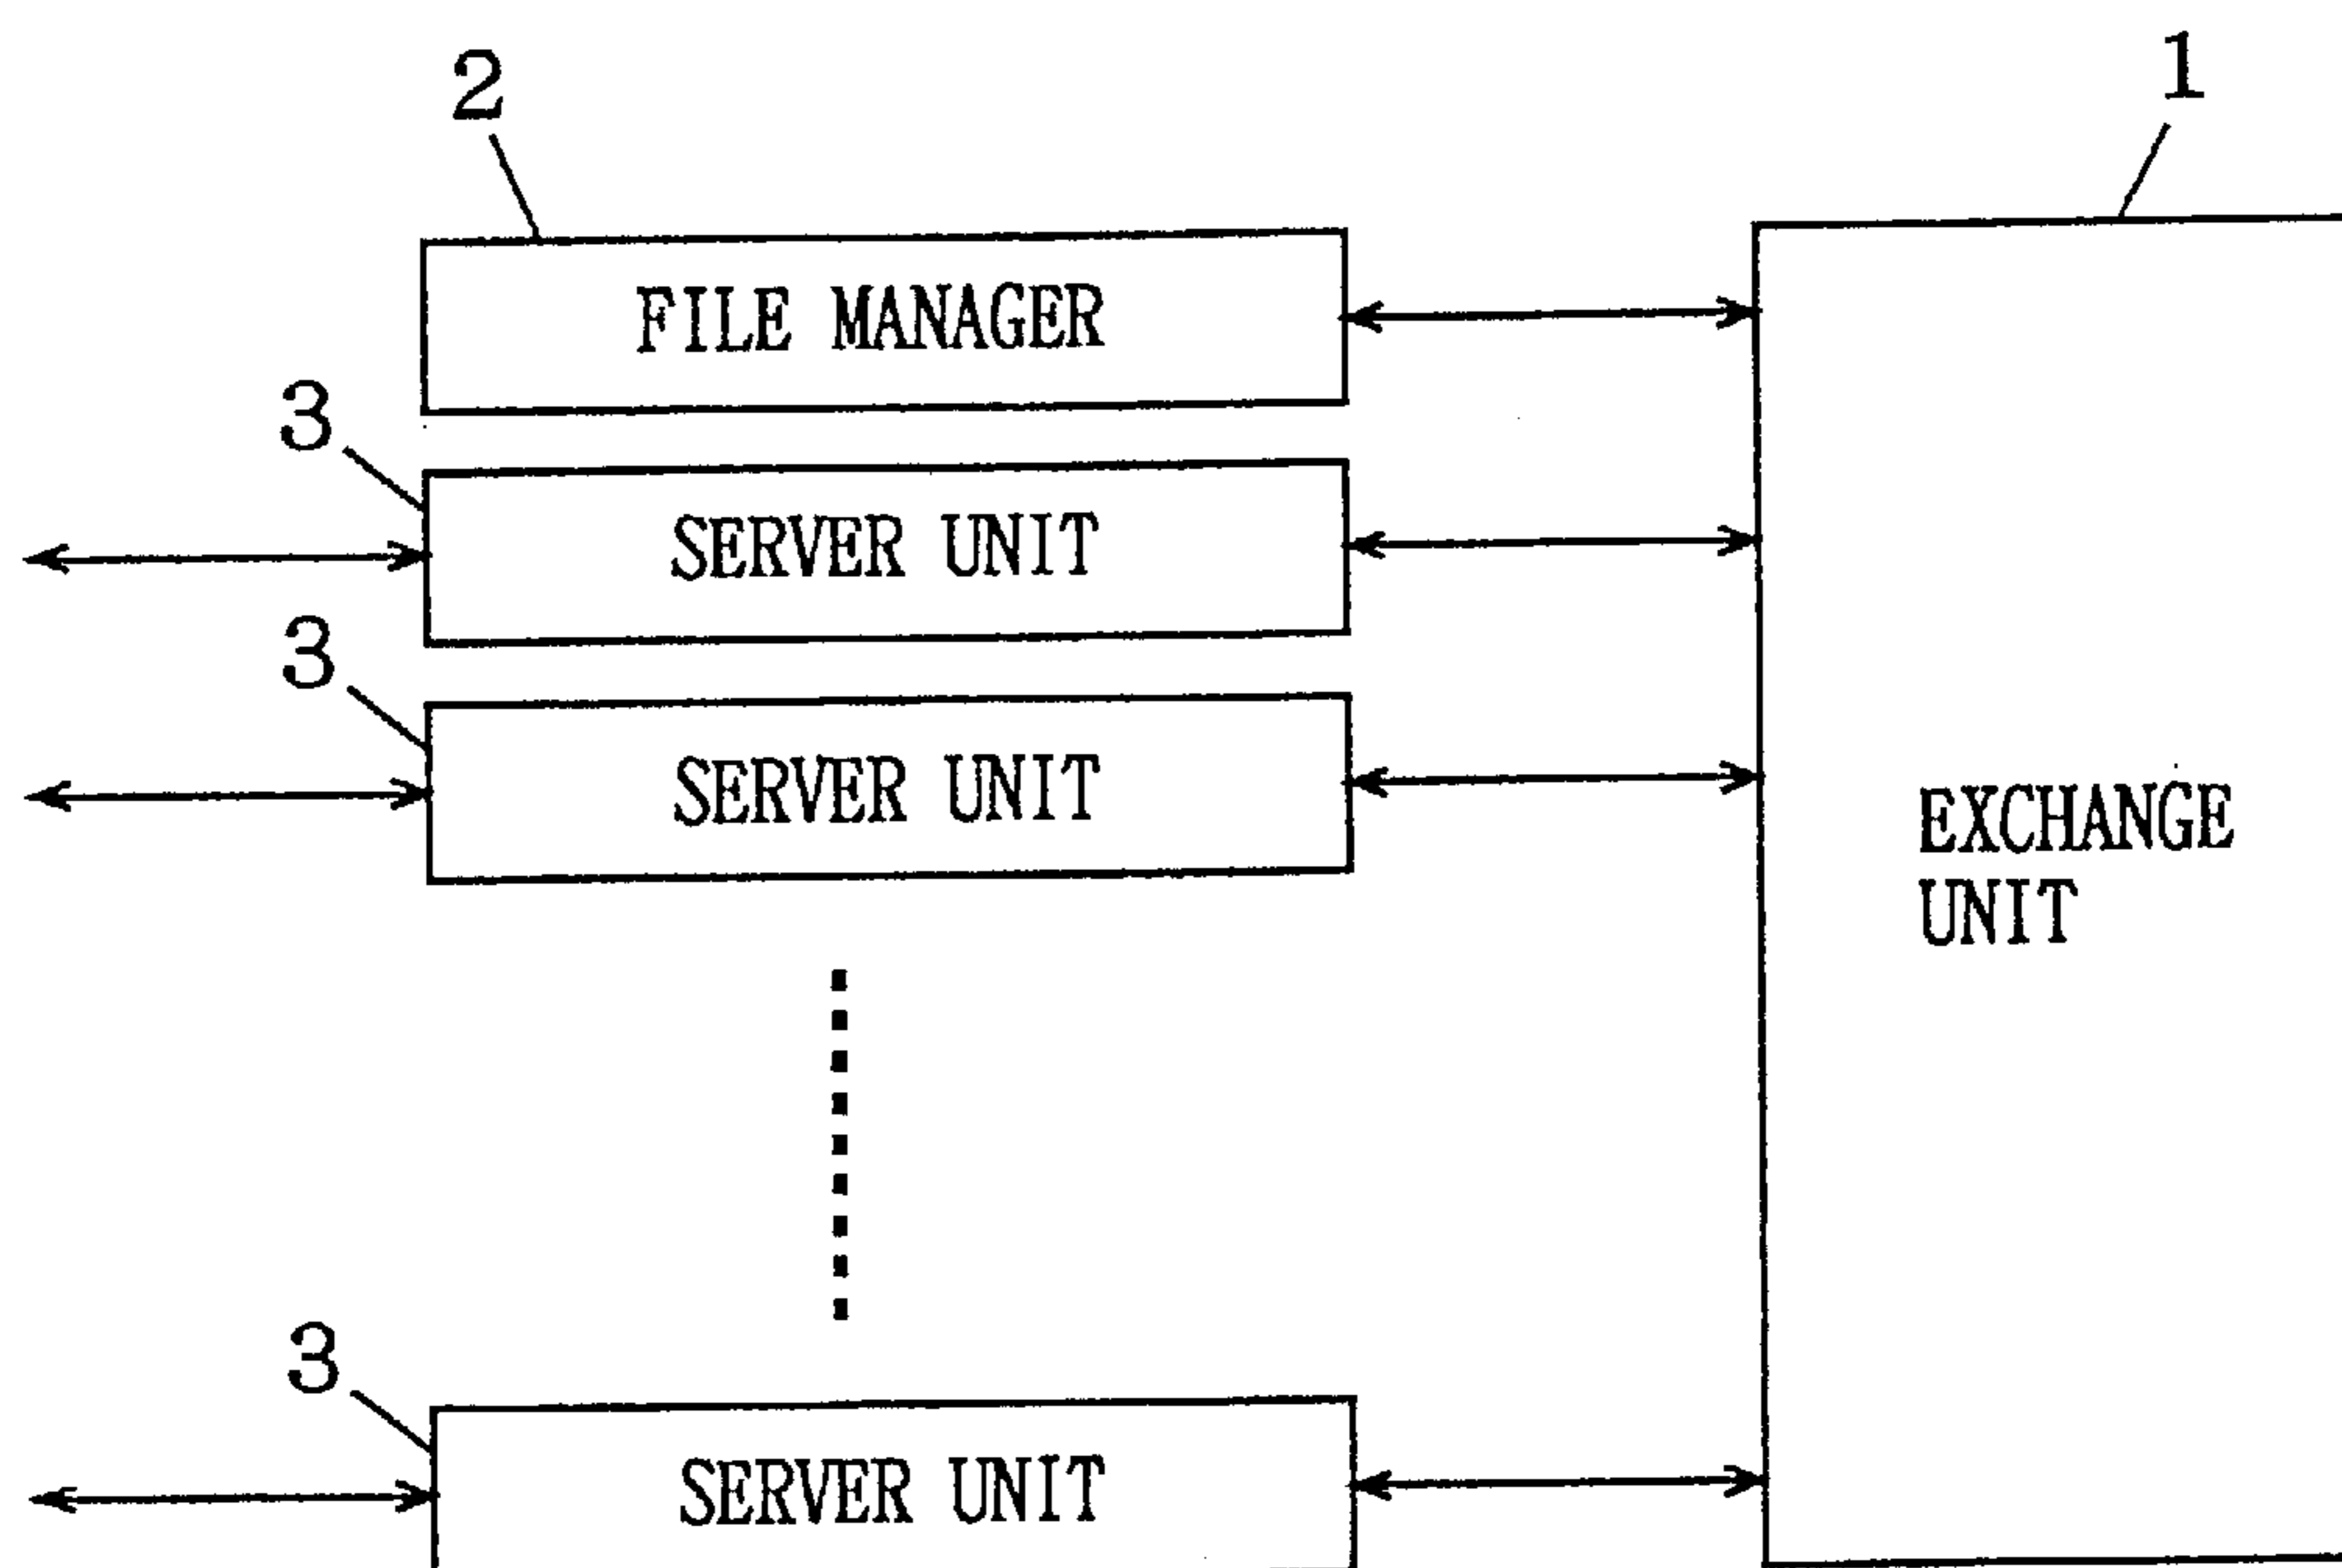 2
1
FILE MANAGER
3
SERVER UNIT
3
SERVER UNIT
EXCHANGE
UNIT
3
SERVER UNIT